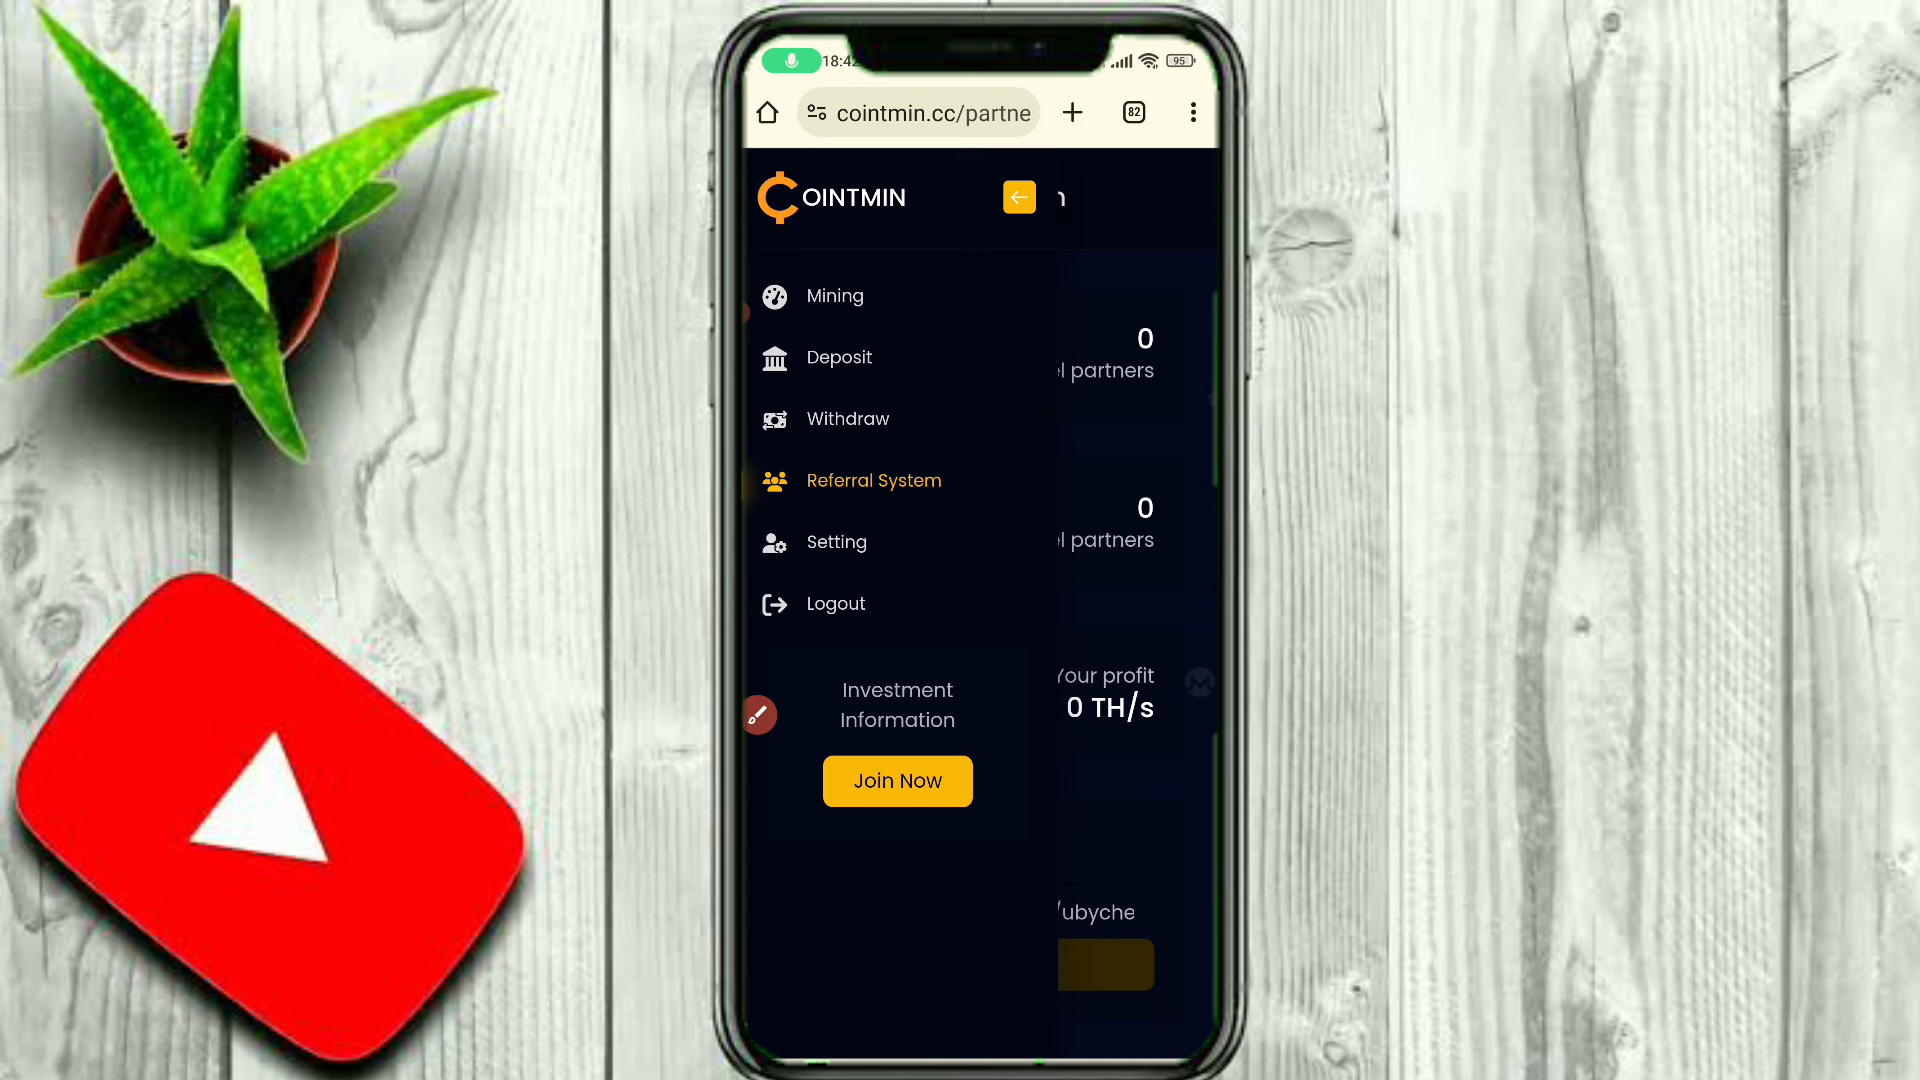 18:42
95
cointmin.cc/partne
82
OINTMIN
Mining
0
partners
Deposit
Withdraw
Referral System
0
partners
Setting
Logout
Your profit
0 TH/s
Investment
Information
Join Now
/ubyche